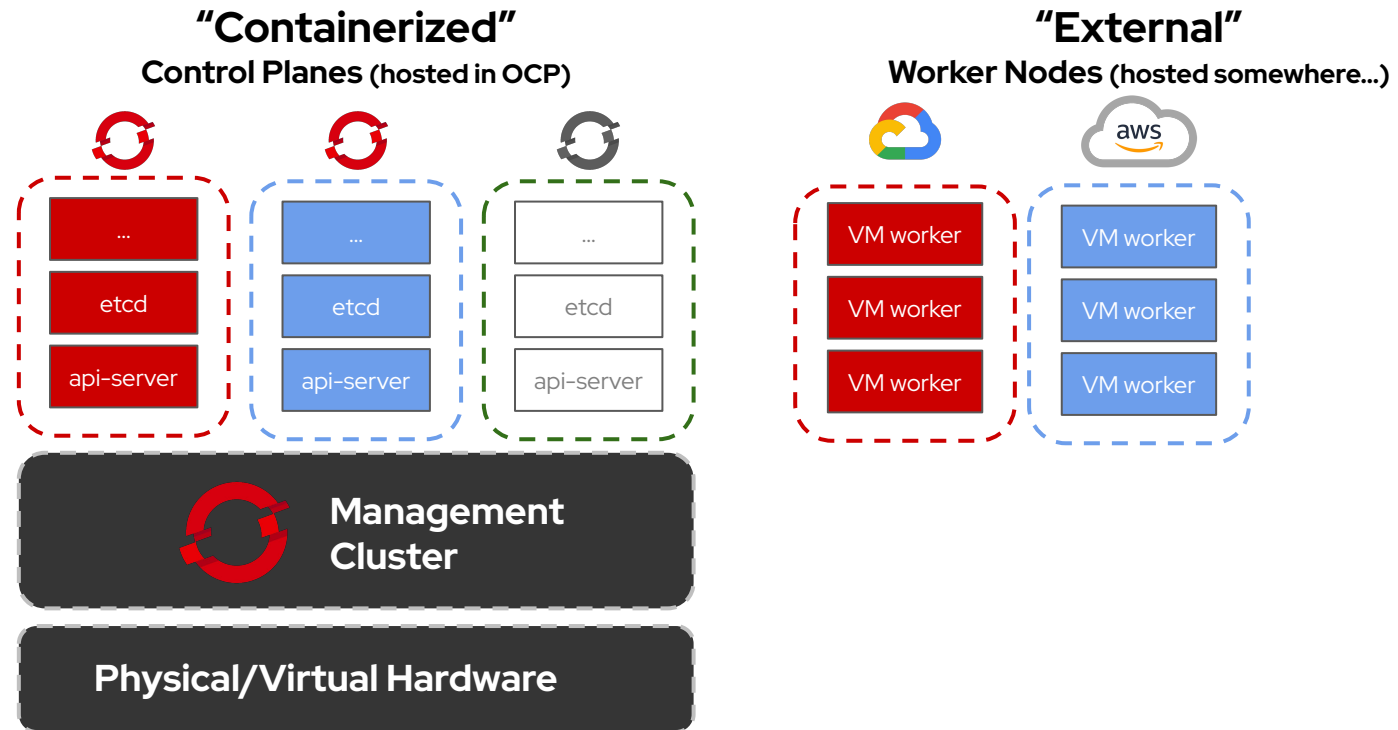 “Containerized”
Control Planes (hosted in OCP)
...
etcd
api-server
...
etcd
api-server
...
etcd
api-server
Management
Cluster
Physical/Virtual Hardware
“External”
Worker Nodes (hosted somewhere...)
aws
VM worker
VM worker
VM worker
VM worker
VM worker
VM worker